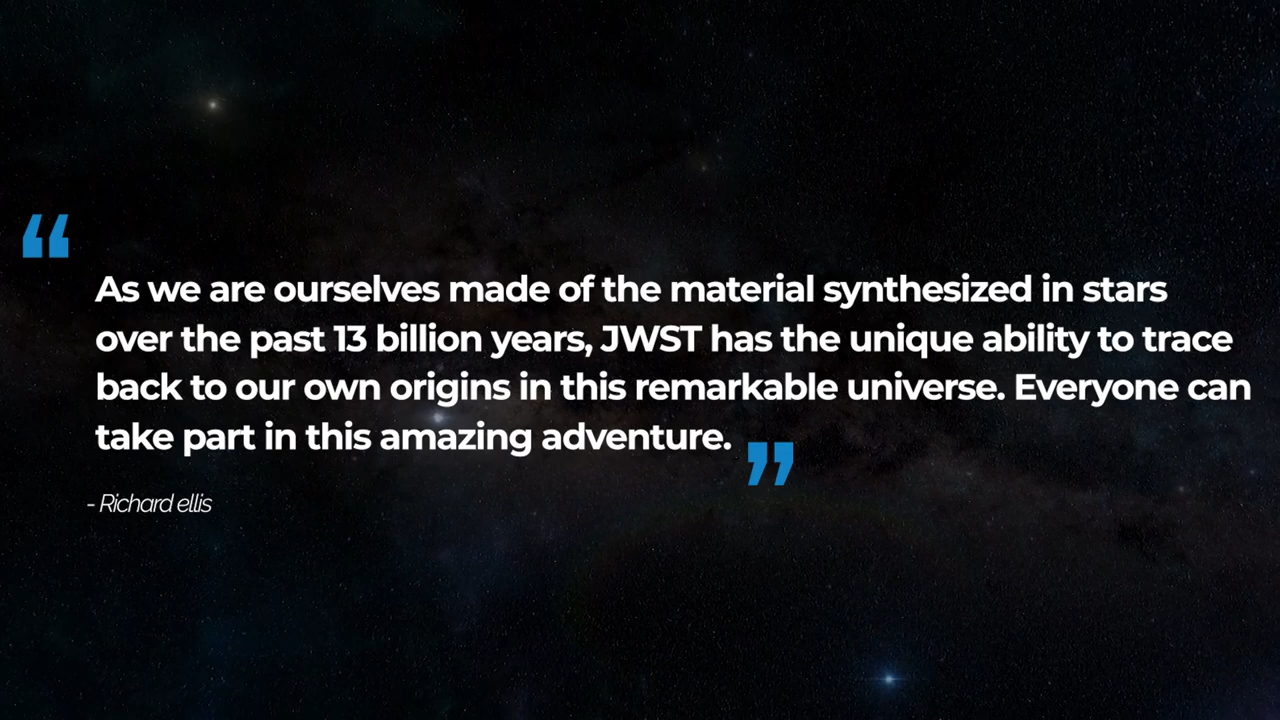 “
As we are ourselves made of the material synthesized in stars
over the past 13 billion years, JWST has the unique ability to trace
back to our own origins in this remarkable universe. Everyone can
take part in this amazing adventure. ”
- Richard ellis